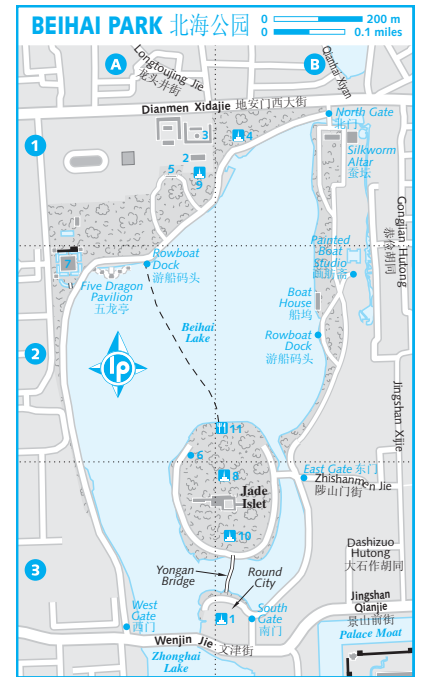 BEIHAI PARK 北海公园
0 200 m
0 0.1 miles
A
B
Longtoujing Jie
龙头井街
Qianhai Xiyan
Dianmen Xidajie 地安门西大街
North Gate
北门
1
3
4
2
Silkworm
Altar
蚕坛
5
9
Gongjian Hutong
恭俭胡同
Painted
Boat
Studio
画舫斋
7
Rowboat
Dock
游船码头
Five Dragon
Pavilion
五龙亭
Boat
House
船坞
Beihai
Lake
Rowboat
Dock
游船码头
2
lp
Jingshan Xijie
11
6
8
East Gate 东门
Zhishanmen Jie
陟山门街
Jade
Islet
10
Dashizuo
Hutong
大石作胡同
3
Yongan
Bridge
Round
City
Jingshan
Qianjie
景山前街
West
Gate
西门
1
South
Gate
南门
Palace Moat
Wenjin Jie 文津街
Zhonghai
Lake